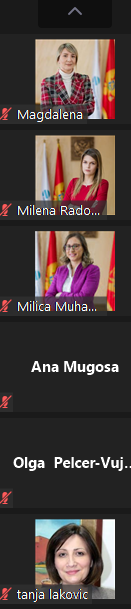 Magdalena
Milena Rado...
Milica Muha...
Ana Mugosa
Olga Pelcer-Vuj...
tanja lakovic